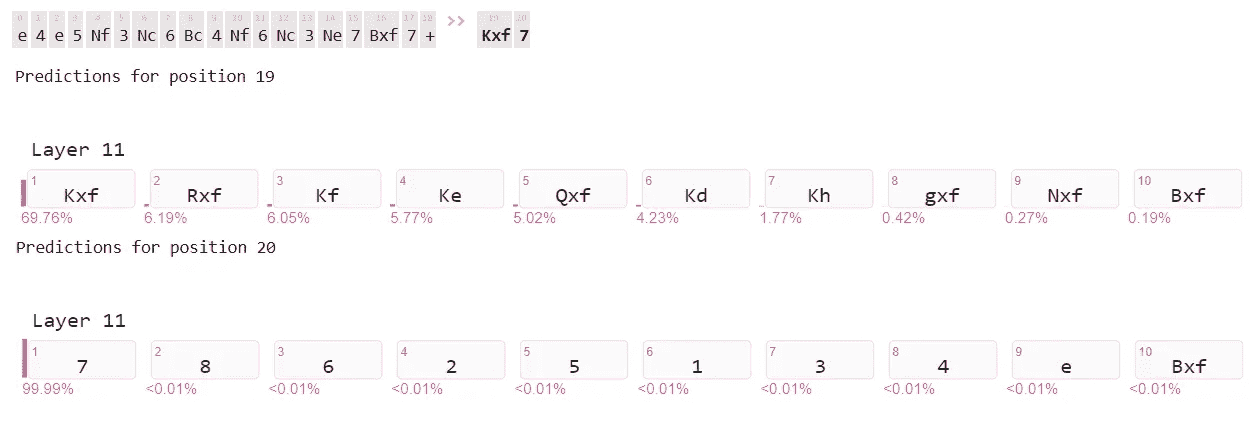 0 1 2 3 4 5 6 7 8 9 10 11 12 13 14 15 16 17 18 19 20
e 4 e 5 Nf 3 Nc 6 Bc 4 Nf 6 Nc 3 Ne 7 Bxf 7 + >> Kxf 7
Predictions for position 19
Layer 11
1 Kxf 2 Rxf 3 Kf 4 Ke 5 Qxf 6 Kd 7 Kh 8 gxf 9 Nxf 10 Bxf
69.76% 6.19% 6.05% 5.77% 5.02% 4.23% 1.77% 0.42% 0.27% 0.19%
Predictions for position 20
Layer 11
1 7 2 8 3 6 4 2 5 5 6 1 7 3 8 4 9 e 10 Bxf
99.99% <0.01% <0.01% <0.01% <0.01% <0.01% <0.01% <0.01% <0.01% <0.01%